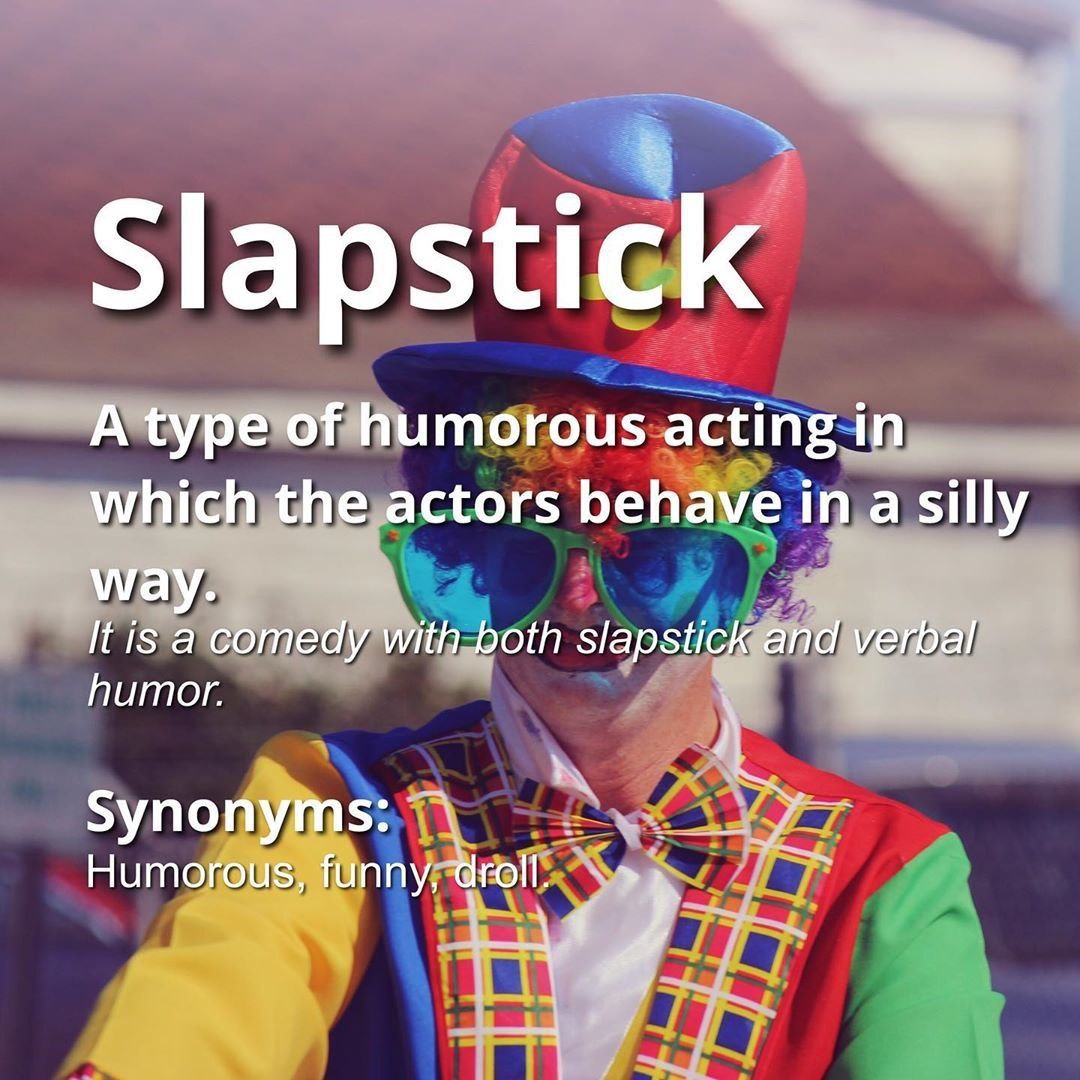 Slapstick
A type of humorous acting in
which the actors behave in a silly
way.
It is a comedy with both slapstick and verbal
humor.
Synonyms:
Humorous, funny, droll.